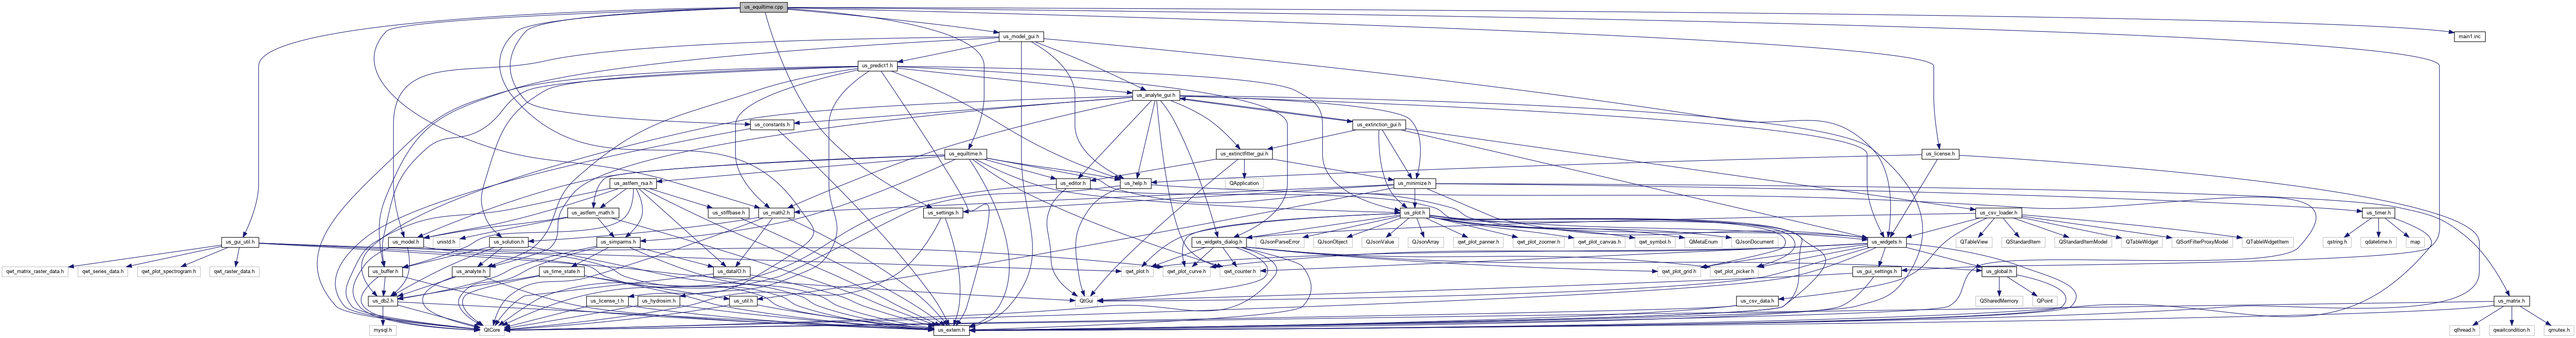 us_equiltime.cpp
us_model_gui.h
main1.inc
us_predict1.h
us_analyte_gui.h
us_constants.h
us_extinction_gui.h
us_equiltime.h
us_extinctfitter_gui.h
us_license.h
us_astfem_rsa.h
us_editor.h
us_help.h
QApplication
us_minimize.h
us_astfem_math.h
us_stiffbase.h
us_math2.h
us_settings.h
us_plot.h
us_csv_loader.h
us_timer.h
us_gui_util.h
us_model.h
unistd.h
us_solution.h
us_simparms.h
us_widgets_dialog.h
QJsonParseError
QJsonObject
QJsonValue
QJsonArray
qwt_plot_panner.h
qwt_plot_zoomer.h
qwt_plot_canvas.h
qwt_symbol.h
QMetaEnum
QJsonDocument
us_widgets.h
QTableView
QStandardItem
QStandardItemModel
QTableWidget
QSortFilterProxyModel
QTableWidgetItem
qstring.h
qdatetime.h
map
qwt_matrix_raster_data.h
qwt_series_data.h
qwt_plot_spectrogram.h
qwt_raster_data.h
us_buffer.h
us_analyte.h
us_time_state.h
us_dataIO.h
qwt_plot.h
qwt_plot_curve.h
qwt_counter.h
qwt_plot_grid.h
qwt_plot_picker.h
us_gui_settings.h
us_global.h
us_db2.h
us_license_t.h
us_hydrosim.h
us_util.h
QtGui
us_csv_data.h
QSharedMemory
QPoint
us_matrix.h
mysql.h
QtCore
us_extern.h
qthread.h
qwaitcondition.h
qmutex.h